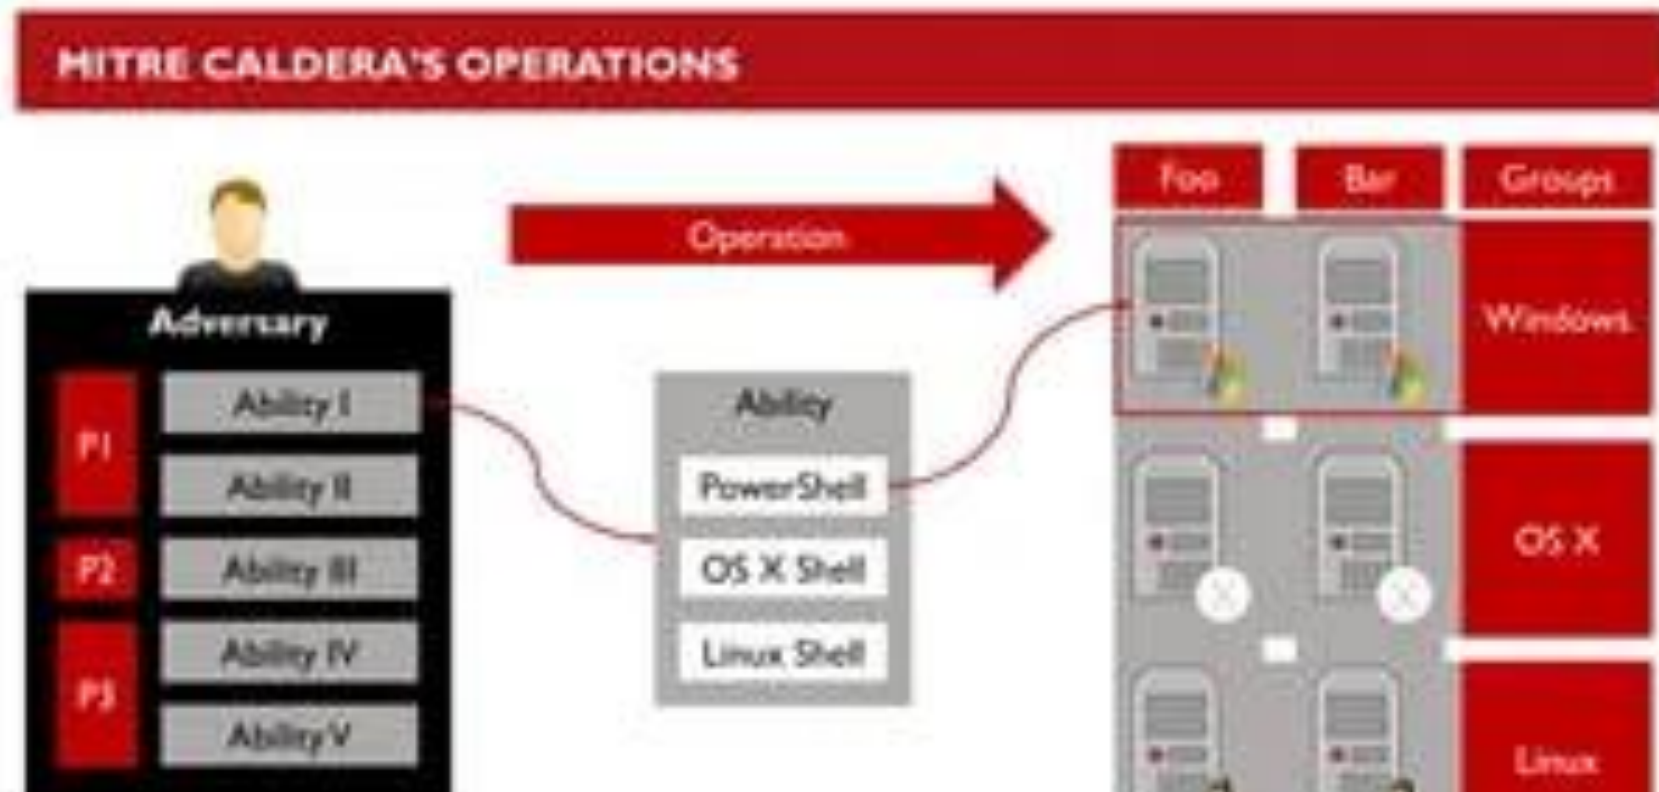 MITRE CALDERA'S OPERATIONS
Foo
Bar
Groups
Operation
Adversary
P1
Ability I
Ability II
P2
Ability III
P3
Ability IV
Ability V
Ability
PowerShell
OS X Shell
Linux Shell
Windows
OS X
Linux